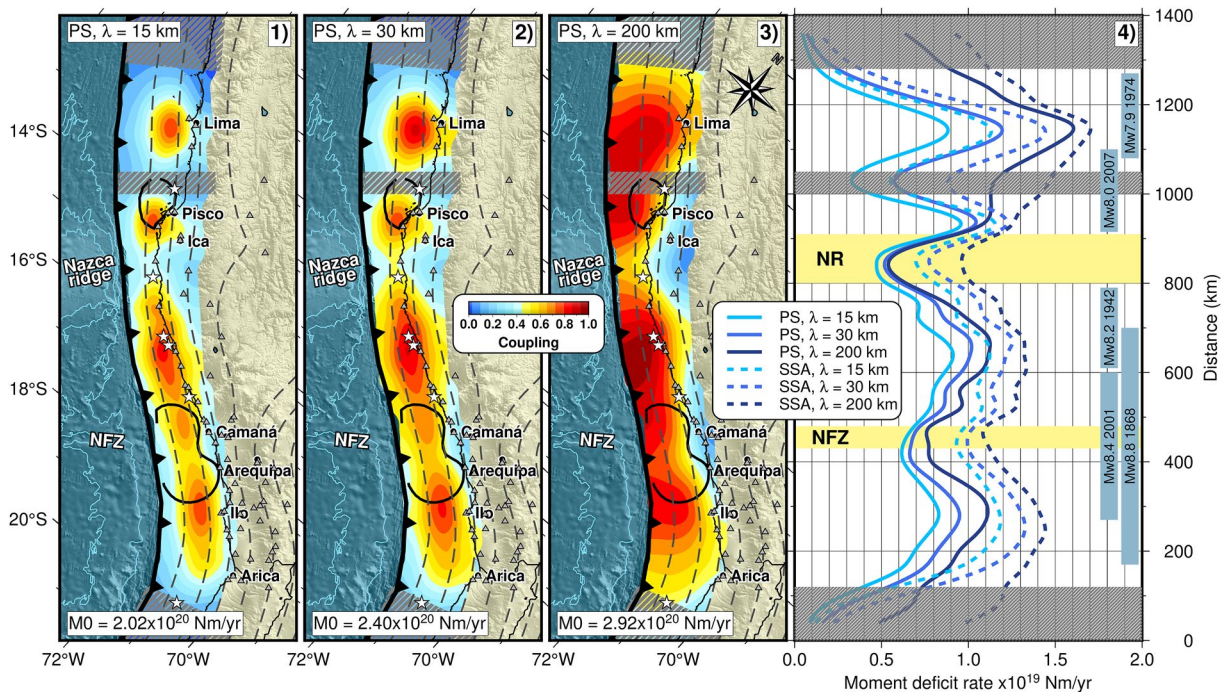 PS, λ = 15 km
1)
PS, λ = 30 km
2)
PS, λ = 200 km
3)
4)
N
14°S
16°S
18°S
20°S
Lima
Pisco
Ica
Nazca
ridge
NFZ
Camaná
Arequipa
Ilo
Arica
M0 = 2.02x10²⁰ Nm/yr
72°W
70°W
Lima
Pisco
Ica
Nazca
ridge
NFZ
Camaná
Arequipa
Ilo
Arica
M0 = 2.40x10²⁰ Nm/yr
72°W
70°W
Lima
Pisco
Ica
Nazca
ridge
NFZ
Camaná
Arequipa
Ilo
Arica
M0 = 2.92x10²⁰ Nm/yr
72°W
70°W
72°W
0.0 0.2 0.4 0.6 0.8 1.0
Coupling
PS, λ = 15 km
PS, λ = 30 km
PS, λ = 200 km
SSA, λ = 15 km
SSA, λ = 30 km
SSA, λ = 200 km
NR
NFZ
Mw7.9 1974
Mw8.0 2007
Mw8.2 1942
Mw8.4 2001
Mw8.8 1868
1400
1200
1000
800
600
400
200
0
Distance (km)
0.0 0.5 1.0 1.5 2.0
Moment deficit rate x10¹⁹ Nm/yr